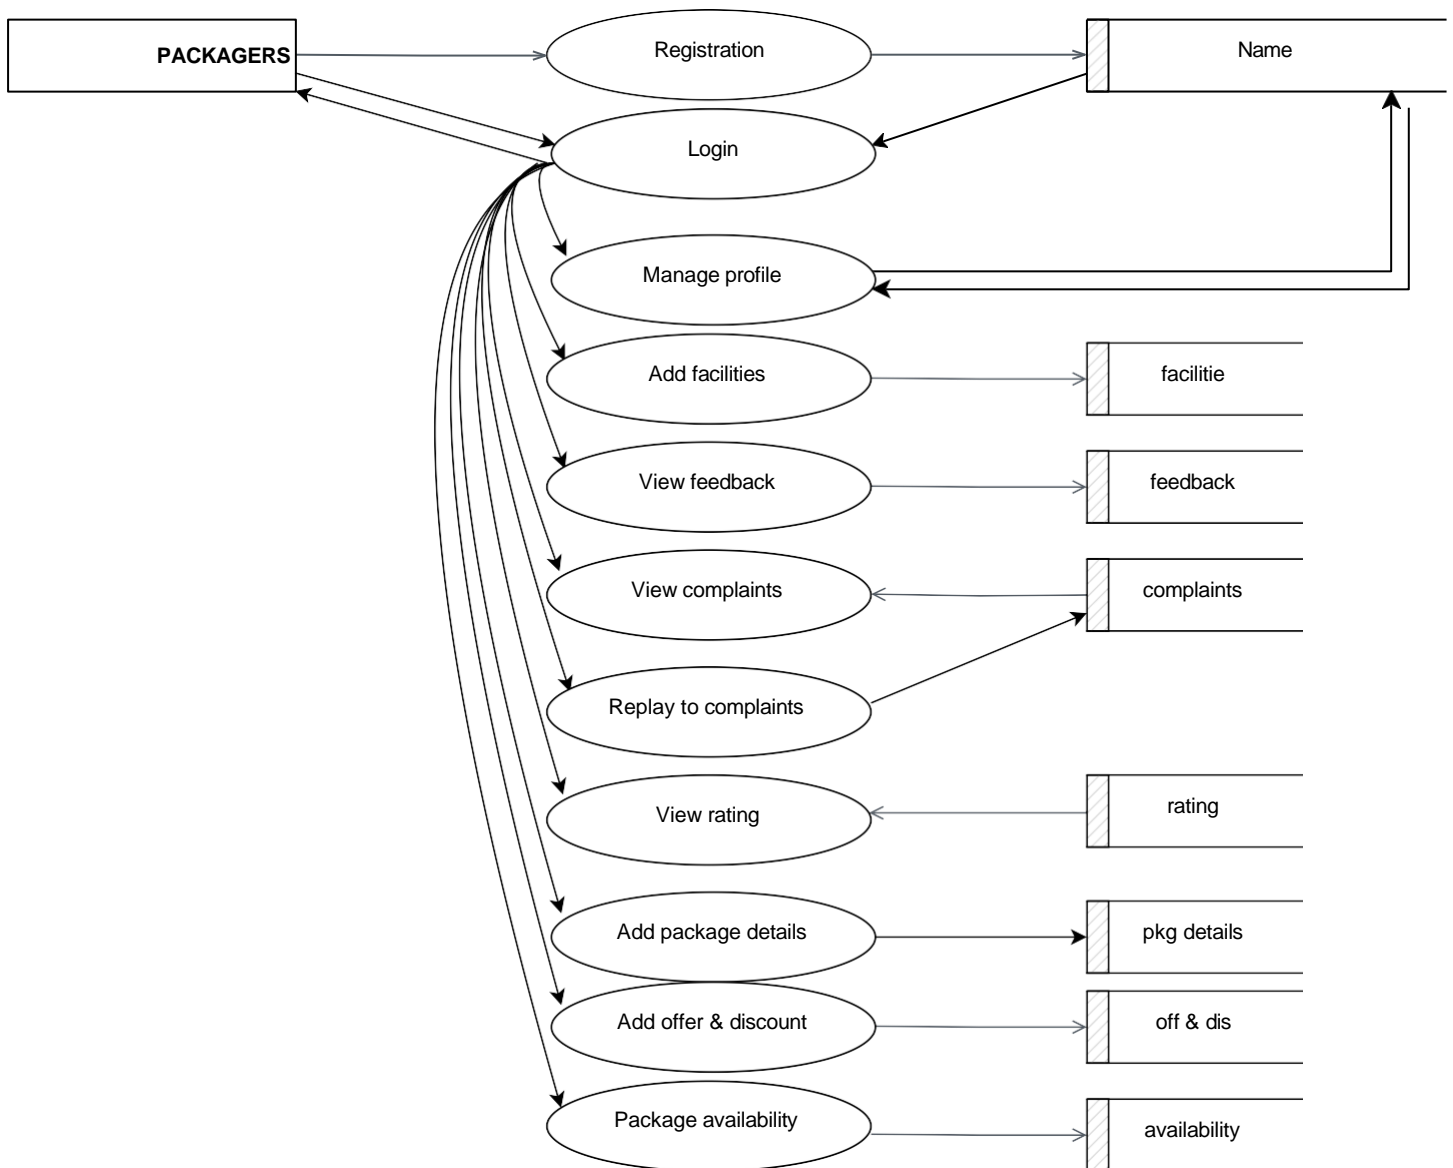 PACKAGERS
Registration
Name
Login
Manage profile
Add facilities
facilitie
View feedback
feedback
View complaints
complaints
Replay to complaints
View rating
rating
Add package details
pkg details
Add offer & discount
off & dis
Package availability
availability